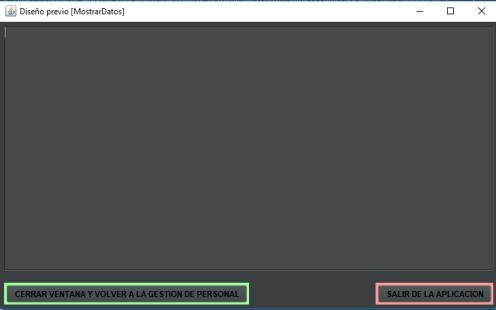 Diseño previo [MostrarDatos]
CERRAR VENTANA Y VOLVER A LA GESTION DE PERSONAL
SALIR DE LA APLICACION